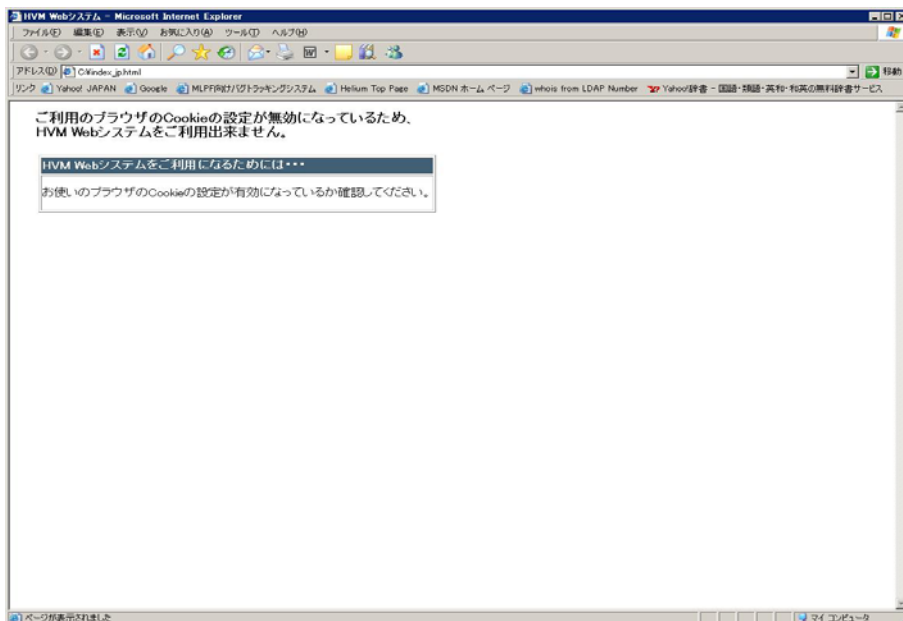 HVM Webシステム - Microsoft Internet Explorer
ファイル(F) 編集(E) 表示(V) お気に入り(A) ツール(T) ヘルプ(H)
アドレス(D) C:¥index_jp.html 移動
リンク Yahoo! JAPAN Google MLPF向けバグトラッキングシステム Helium Top Page MSDN ホーム ページ whois from LDAP Number Yahoo!辞書 - 国語・類語・英和・和英の無料辞書サービス
ご利用のブラウザのCookieの設定が無効になっているため、
HVM Webシステムをご利用出来ません。
HVM Webシステムをご利用になるためには・・・
お使いのブラウザのCookieの設定が有効になっているか確認してください。
ページが表示されました マイ コンピュータ